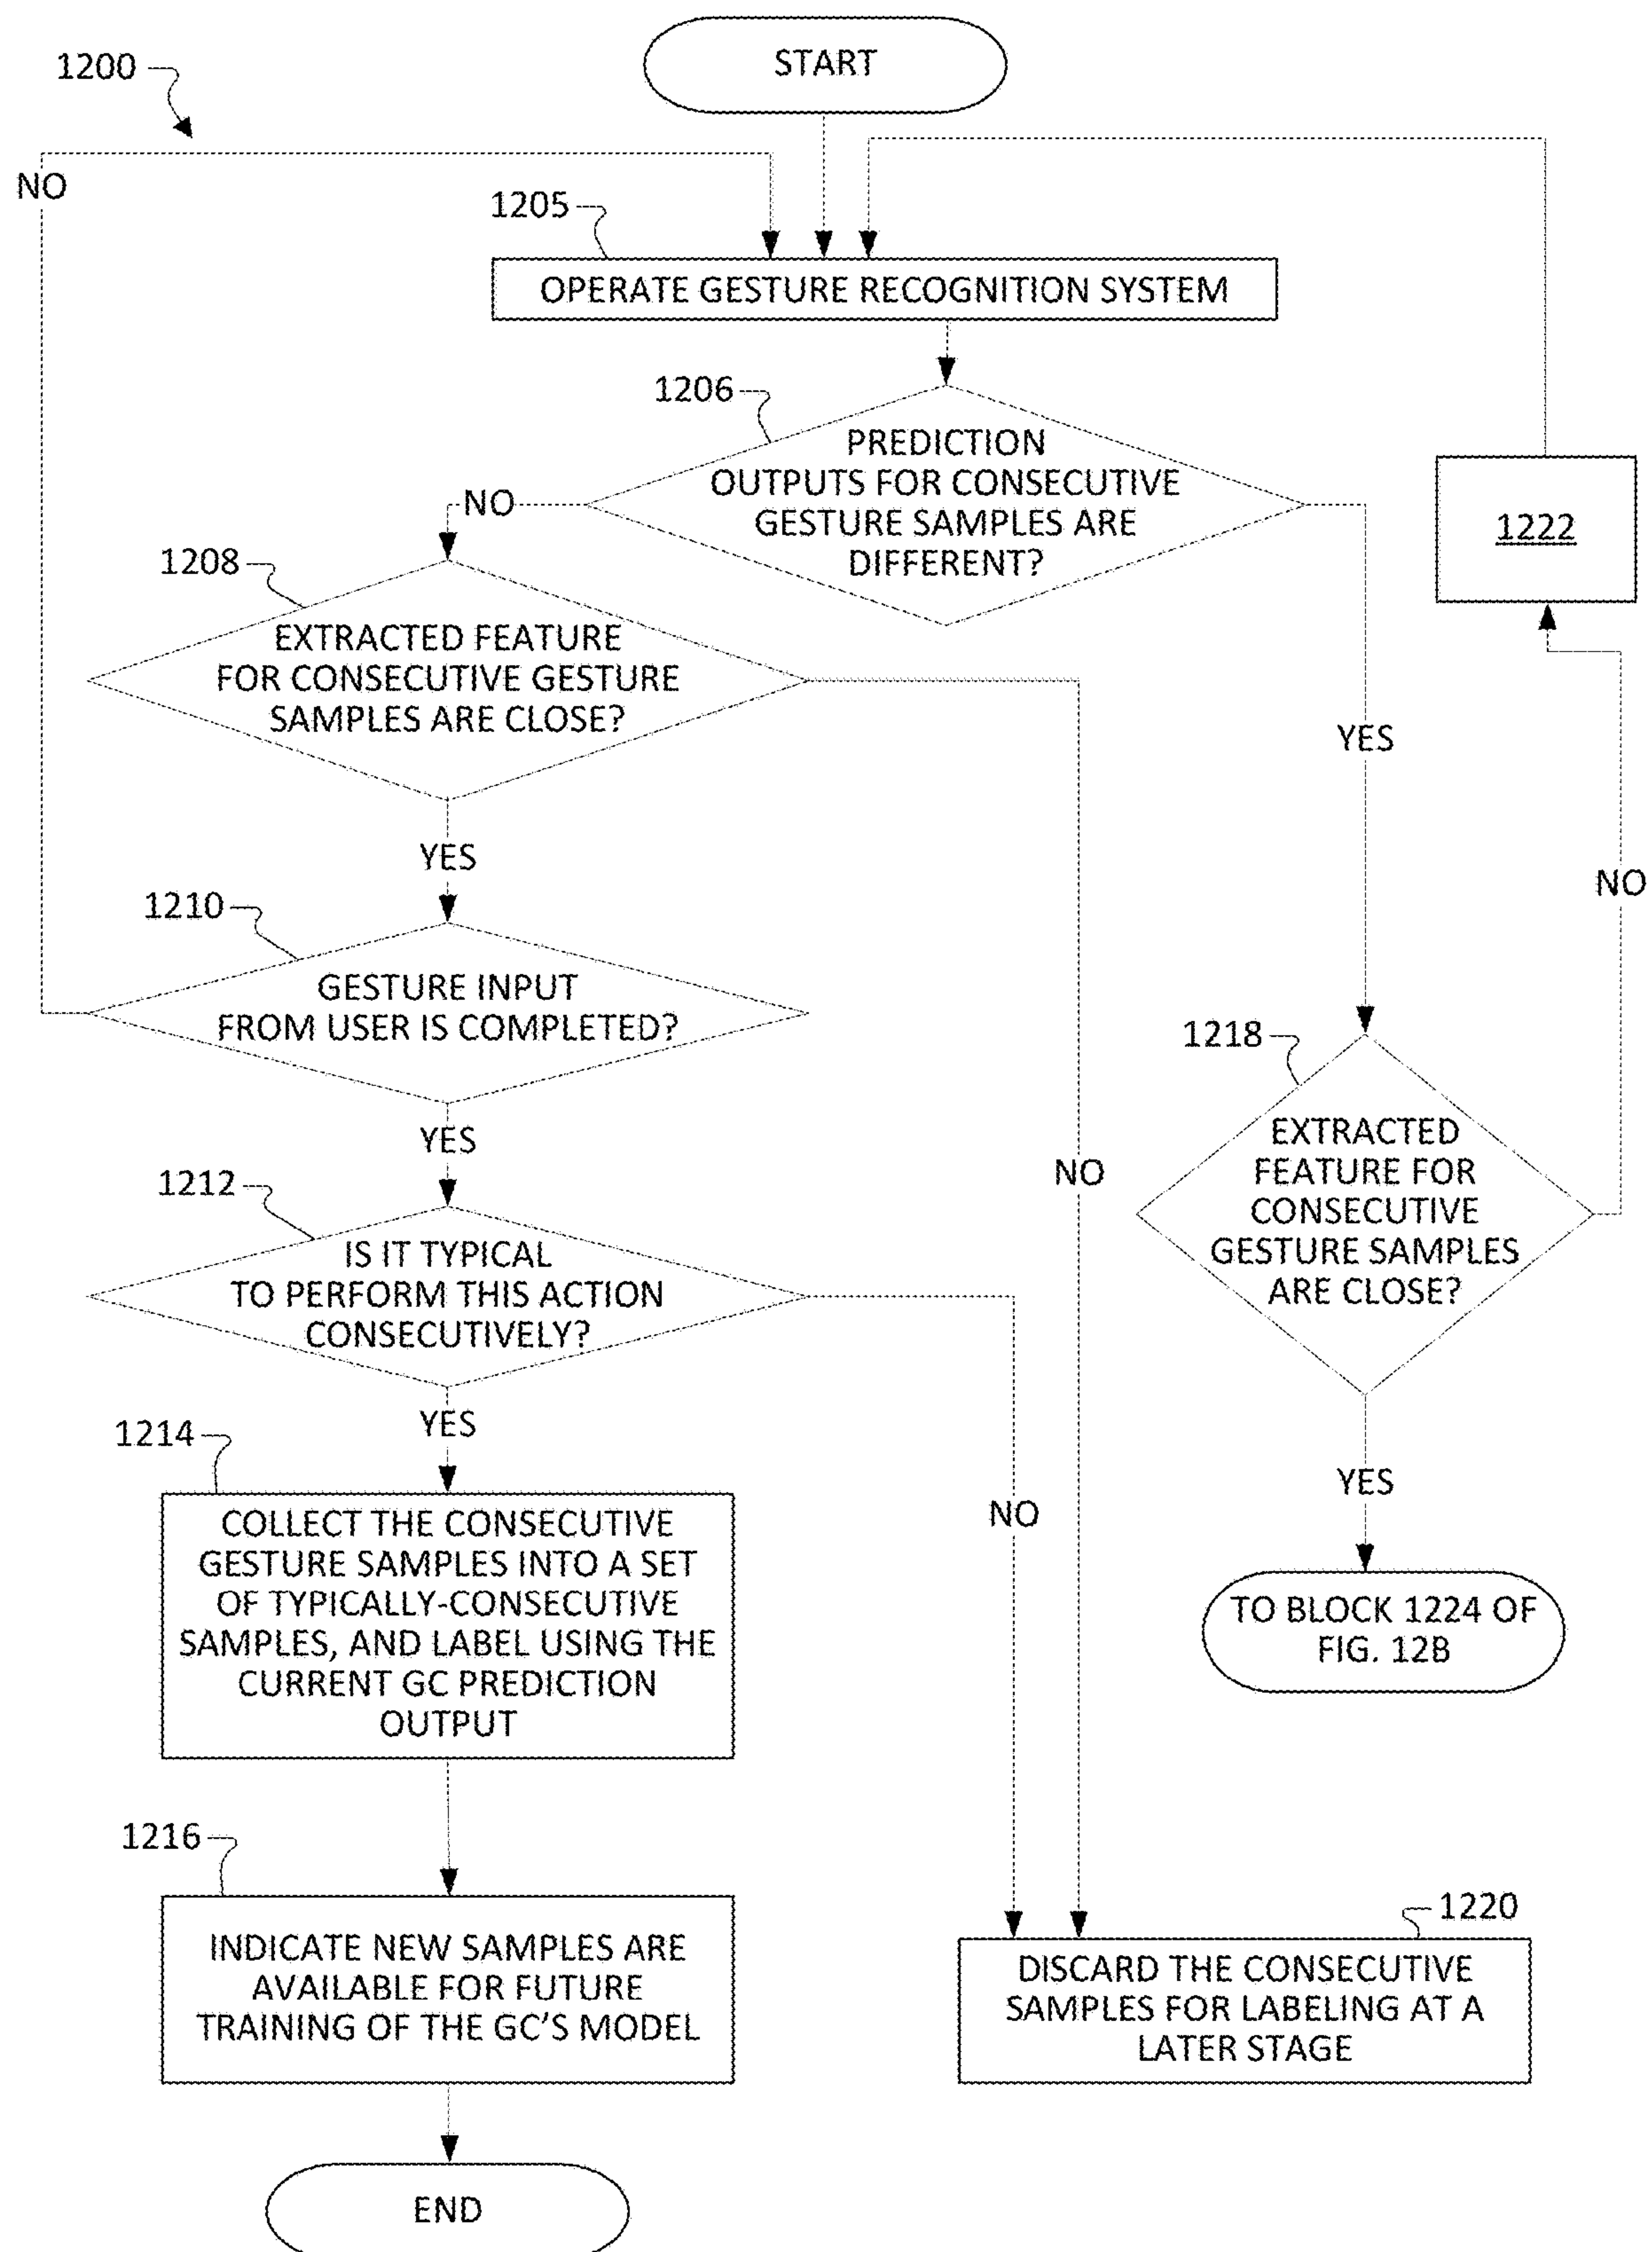 START
1200
NO
1205
OPERATE GESTURE RECOGNITION SYSTEM
1206
PREDICTION
OUTPUTS FOR CONSECUTIVE
GESTURE SAMPLES ARE
DIFFERENT?
NO
1222
1208
EXTRACTED FEATURE
FOR CONSECUTIVE GESTURE
SAMPLES ARE CLOSE?
YES
YES
NO
1210
GESTURE INPUT
FROM USER IS COMPLETED?
1218
EXTRACTED
FEATURE FOR
CONSECUTIVE
GESTURE SAMPLES
ARE CLOSE?
YES
NO
1212
IS IT TYPICAL
TO PERFORM THIS ACTION
CONSECUTIVELY?
YES
NO
YES
1214
COLLECT THE CONSECUTIVE
GESTURE SAMPLES INTO A SET
OF TYPICALLY-CONSECUTIVE
SAMPLES, AND LABEL USING THE
CURRENT GC PREDICTION
OUTPUT
TO BLOCK 1224 OF
FIG. 12B
1216
INDICATE NEW SAMPLES ARE
AVAILABLE FOR FUTURE
TRAINING OF THE GC'S MODEL
1220
DISCARD THE CONSECUTIVE
SAMPLES FOR LABELING AT A
LATER STAGE
END